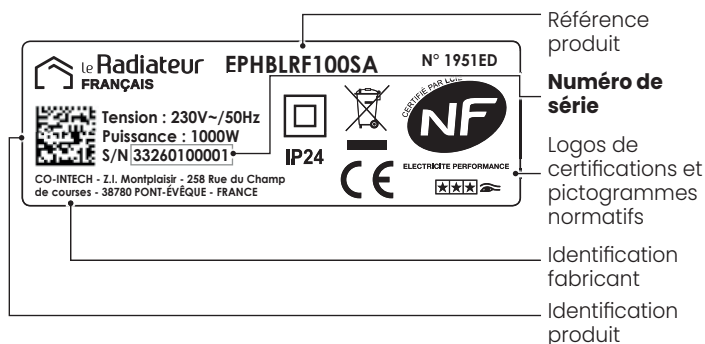 Référence
produit
le Radiateur
FRANÇAIS
EPHBLRF100SA
N° 1951ED
Numéro de
série
CERTIFIÉ PAR LCIE
NF
Tension : 230V~/50Hz
Puissance : 1000W
S/N 33260100001
IP24
CE
ELECTRICITE PERFORMANCE
CO-INTECH - Z.I. Montplaisir - 258 Rue du Champ
de courses - 38780 PONT-ÉVÊQUE - FRANCE
Logos de
certifications et
pictogrammes
normatifs
Identification
fabricant
Identification
produit